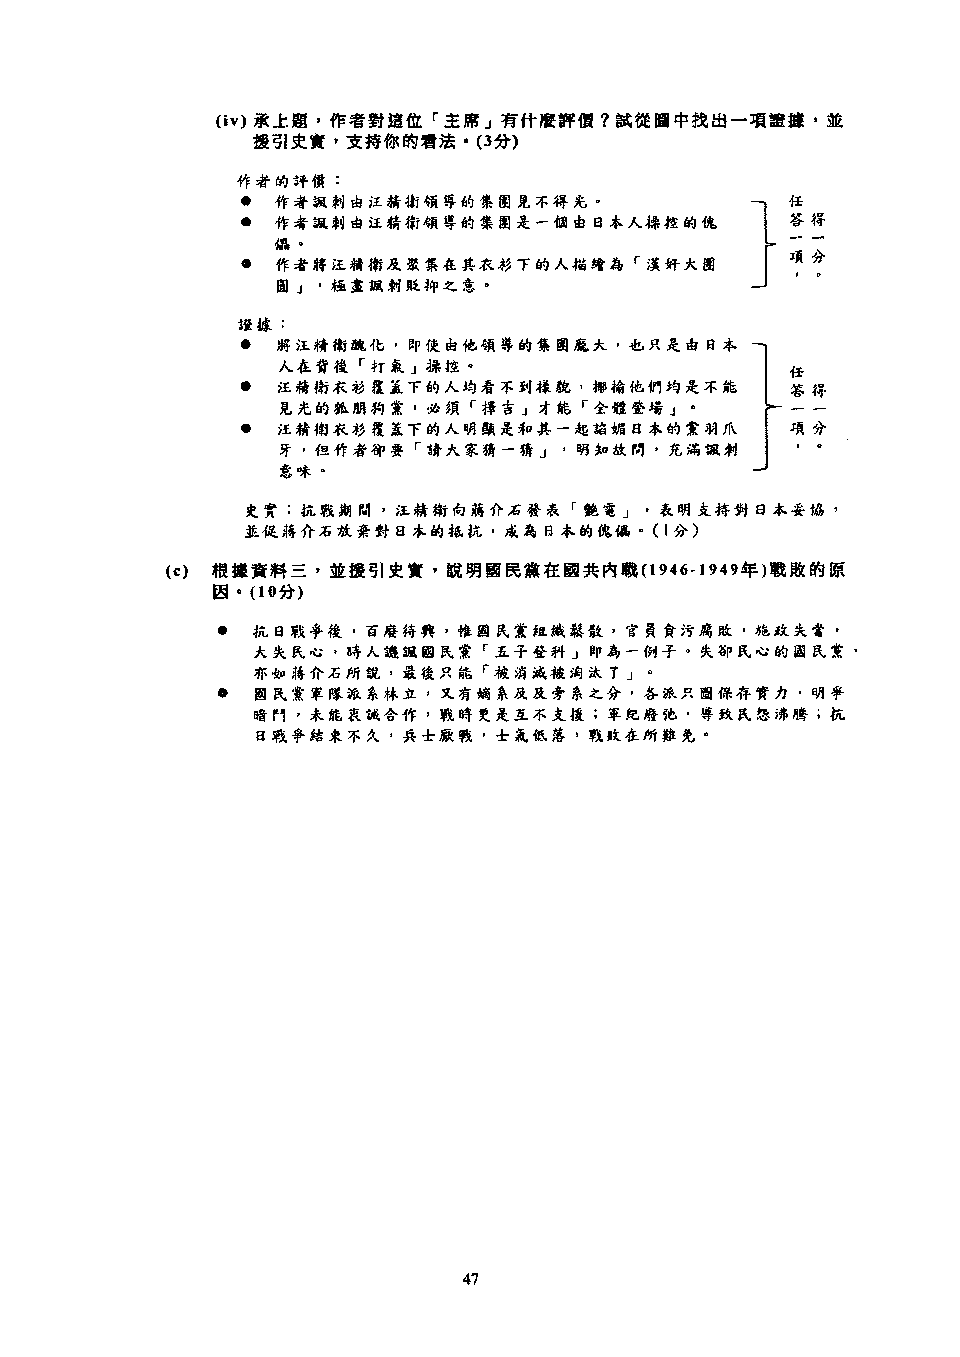 (iv) 承上題，作者對這位「主席」有什麼評價？試從圖中找出一項證據，並
援引史實，支持你的看法。(3分)
作者的評價：
● 作者諷刺由汪精衛領導的集團見不得光。
● 作者諷刺由汪精衛領導的集團是一個由日本人操控的傀
儡。
● 作者將汪精衛及聚集在其衣衫下的人描繪為「漢奸大團
圓」，極盡諷刺貶抑之意。
任答一項，
得一分。
證據：
● 將汪精衛醜化，即使由他領導的集團龐大，也只是由日本
人在背後「打氣」操控。
● 汪精衛衣衫覆蓋下的人均看不到樣貌，揶揄他們均是不能
見光的狐朋狗黨，必須「擇吉」才能「全體登場」。
● 汪精衛衣衫覆蓋下的人明顯是和其一起諂媚日本的黨羽爪
牙，但作者卻要「請大家猜一猜」，明知故問，充滿諷刺
意味。
任答一項，
得一分。
史實：抗戰期間，汪精衛向蔣介石發表「艷電」，表明支持對日本妥協，
並促蔣介石放棄對日本的抵抗，成為日本的傀儡。(1分)
(c) 根據資料三，並援引史實，說明國民黨在國共內戰(1946-1949年)戰敗的原
因。(10分)
● 抗日戰爭後，百廢待興，惟國民黨組織鬆散，官員貪污腐敗，施政失當，
大失民心，時人譏諷國民黨「五子登科」即為一例子。失卻民心的國民黨，
亦如蔣介石所說，最後只能「被消滅被淘汰了」。
● 國民黨軍隊派系林立，又有嫡系及及旁系之分，各派只圖保存實力，明爭
暗鬥，未能衷誠合作，戰時更是互不支援；軍紀廢弛，導致民怨沸騰；抗
日戰爭結束不久，兵士厭戰，士氣低落，戰敗在所難免。
47